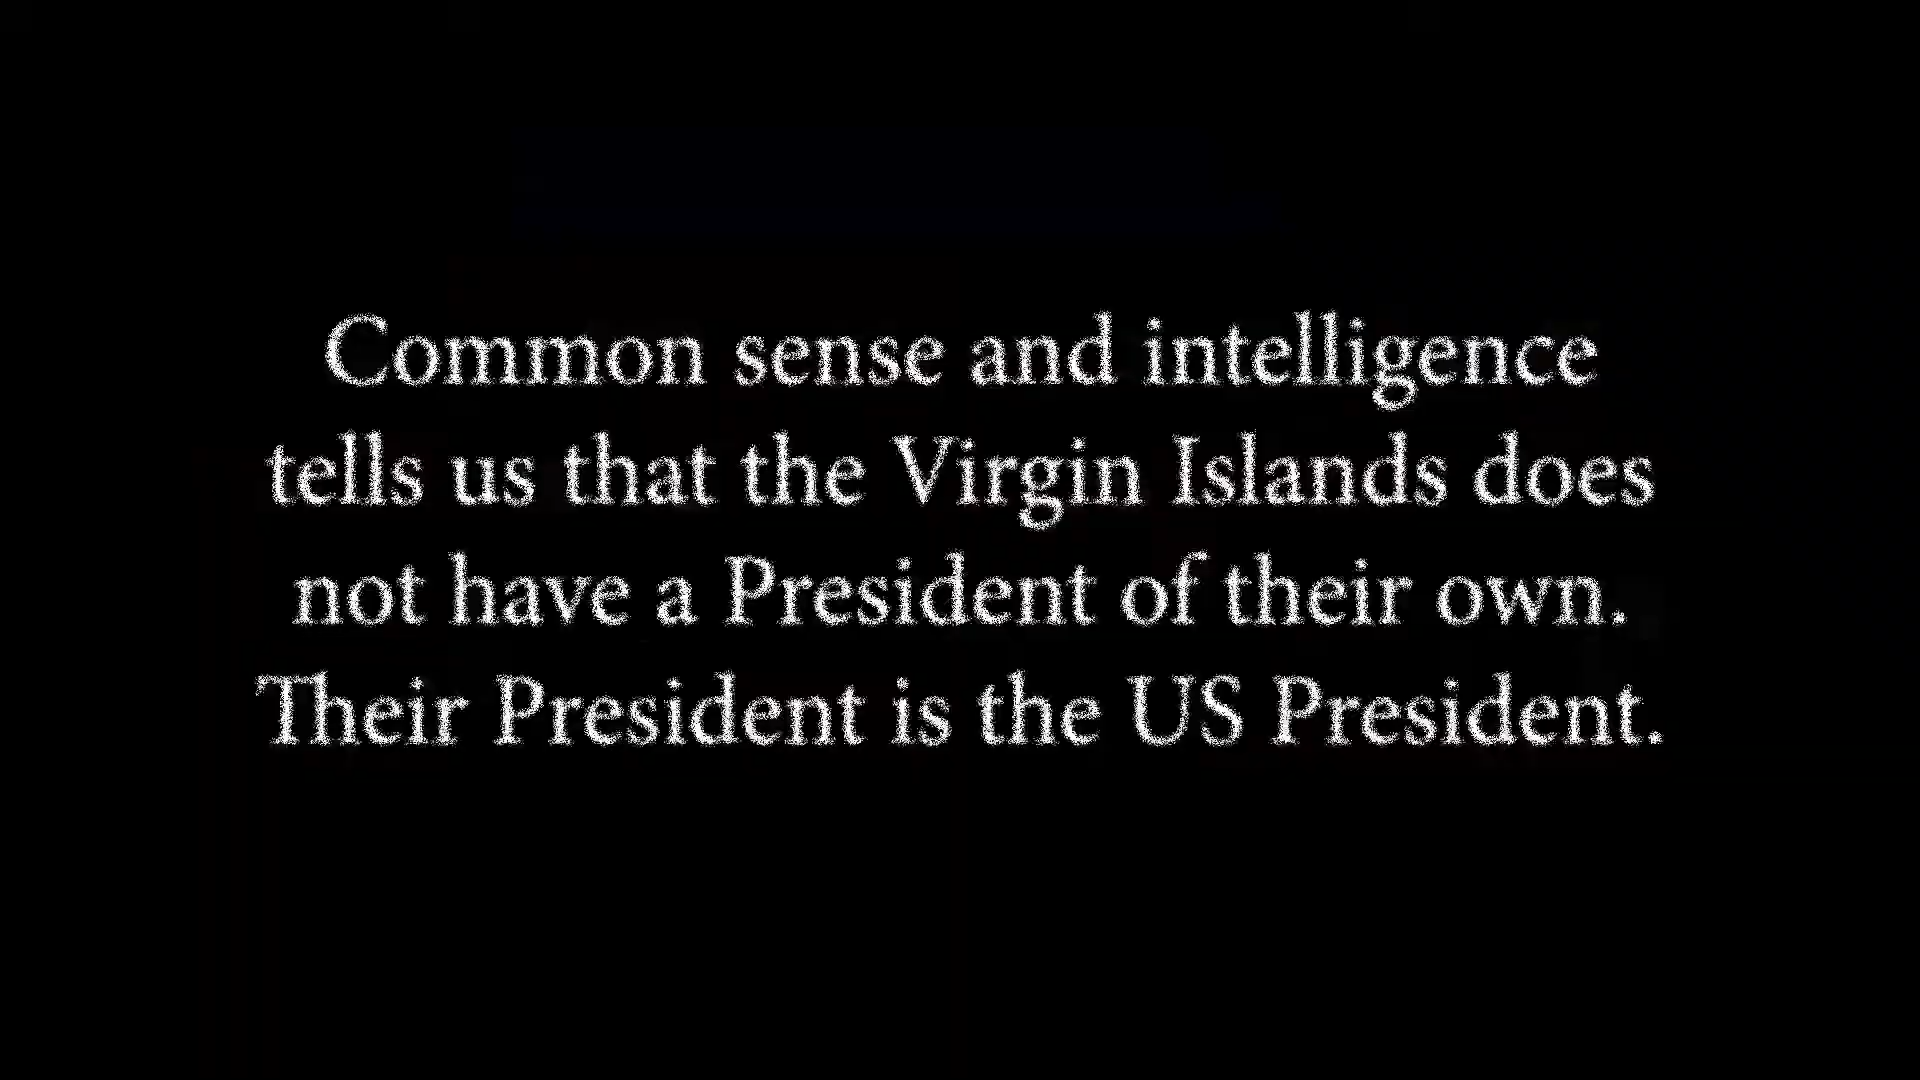 Common sense and intelligence
tells us that the Virgin Islands does
not have a President of their own.
Their President is the US President.